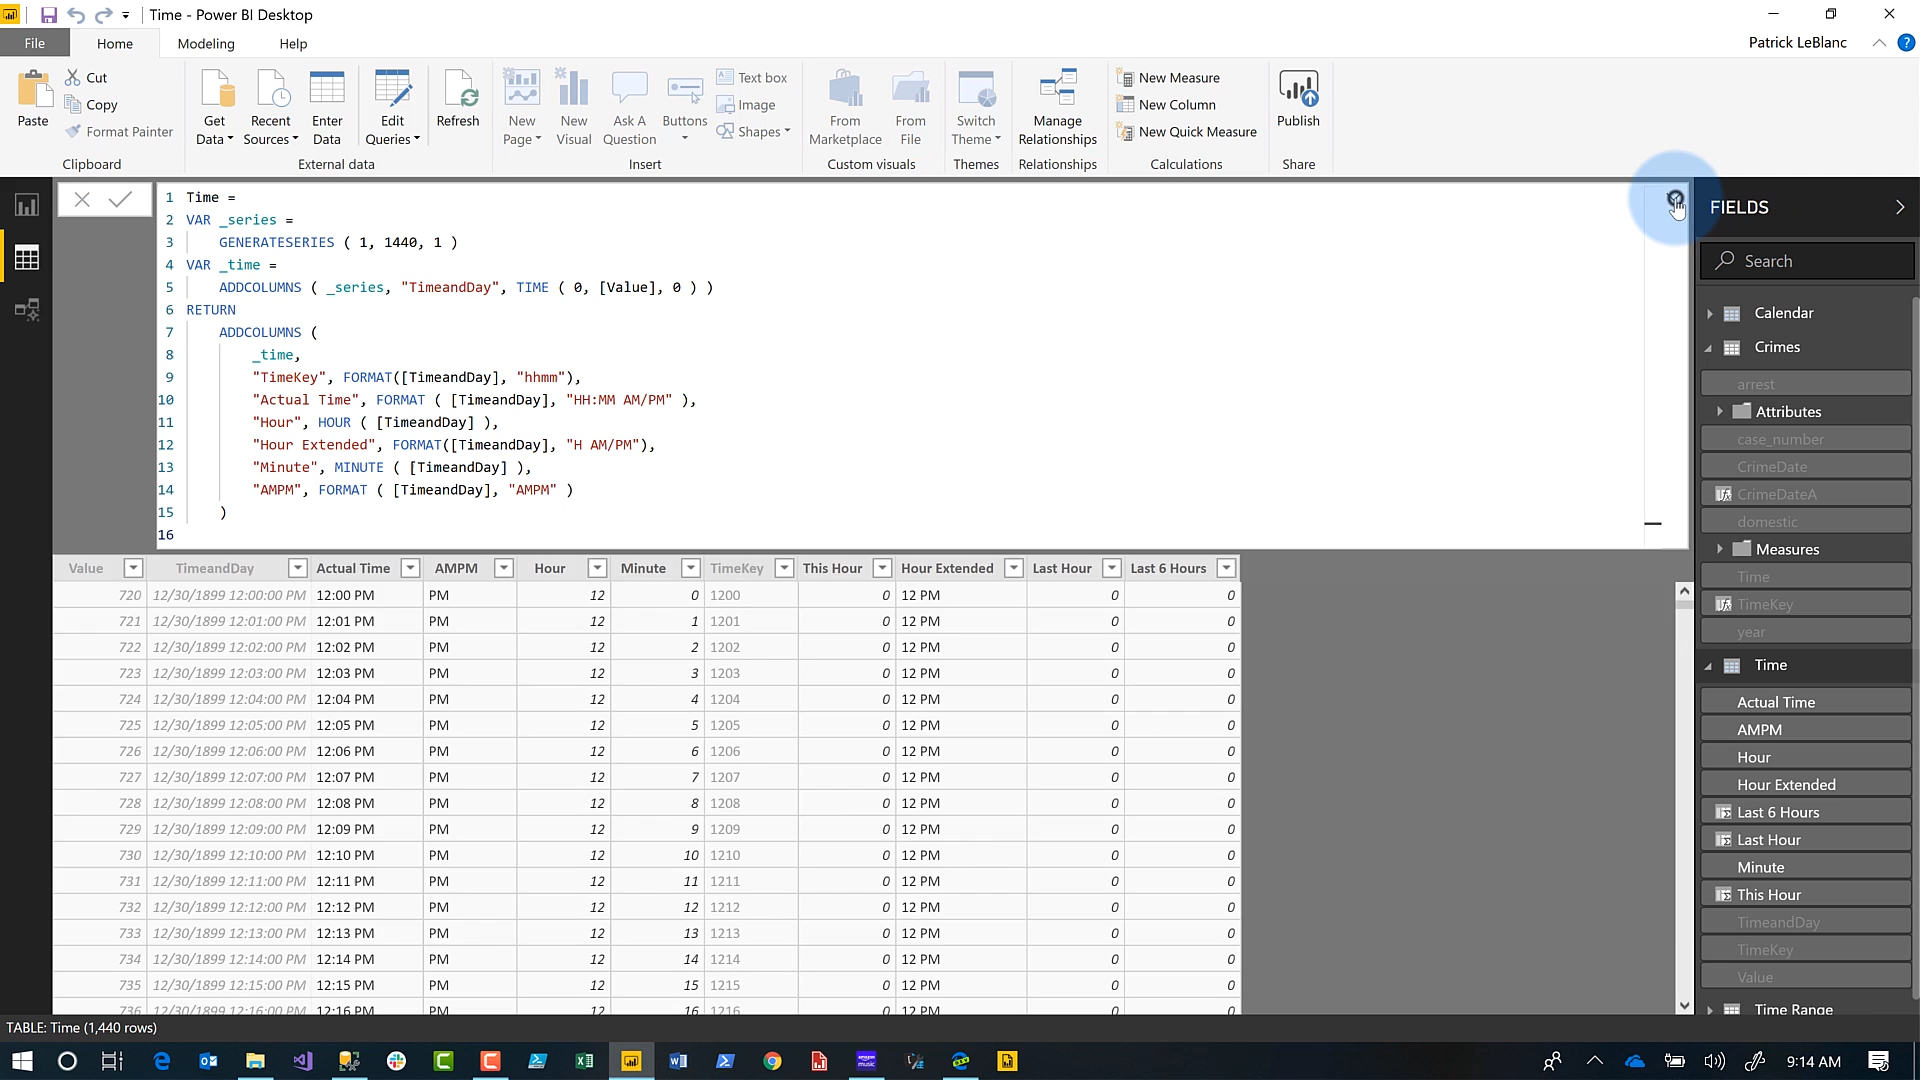 Time - Power BI Desktop
File Home Modeling Help Patrick LeBlanc ?
Paste
Cut
Copy
Format Painter
Clipboard
Get Data
Recent Sources
Enter Data
Edit Queries
Refresh
External data
New Page
New Visual
Ask A Question
Buttons
Text box
Image
Shapes
Insert
From Marketplace
From File
Custom visuals
Switch Theme
Themes
Manage Relationships
Relationships
New Measure
New Column
New Quick Measure
Calculations
Publish
Share
1 Time =
2 VAR _series =
3 GENERATESERIES ( 1, 1440, 1 )
4 VAR _time =
5 ADDCOLUMNS ( _series, "TimeandDay", TIME ( 0, [Value], 0 ) )
6 RETURN
7 ADDCOLUMNS (
8 _time,
9 "TimeKey", FORMAT([TimeandDay], "hhmm"),
10 "Actual Time", FORMAT ( [TimeandDay], "HH:MM AM/PM" ),
11 "Hour", HOUR ( [TimeandDay] ),
12 "Hour Extended", FORMAT([TimeandDay], "H AM/PM"),
13 "Minute", MINUTE ( [TimeandDay] ),
14 "AMPM", FORMAT ( [TimeandDay], "AMPM" )
15 )
16
Value TimeandDay Actual Time AMPM Hour Minute TimeKey This Hour Hour Extended Last Hour Last 6 Hours
720 12/30/1899 12:00:00 PM 12:00 PM PM 12 0 1200 0 12 PM 0 0
721 12/30/1899 12:01:00 PM 12:01 PM PM 12 1 1201 0 12 PM 0 0
722 12/30/1899 12:02:00 PM 12:02 PM PM 12 2 1202 0 12 PM 0 0
723 12/30/1899 12:03:00 PM 12:03 PM PM 12 3 1203 0 12 PM 0 0
724 12/30/1899 12:04:00 PM 12:04 PM PM 12 4 1204 0 12 PM 0 0
725 12/30/1899 12:05:00 PM 12:05 PM PM 12 5 1205 0 12 PM 0 0
726 12/30/1899 12:06:00 PM 12:06 PM PM 12 6 1206 0 12 PM 0 0
727 12/30/1899 12:07:00 PM 12:07 PM PM 12 7 1207 0 12 PM 0 0
728 12/30/1899 12:08:00 PM 12:08 PM PM 12 8 1208 0 12 PM 0 0
729 12/30/1899 12:09:00 PM 12:09 PM PM 12 9 1209 0 12 PM 0 0
730 12/30/1899 12:10:00 PM 12:10 PM PM 12 10 1210 0 12 PM 0 0
731 12/30/1899 12:11:00 PM 12:11 PM PM 12 11 1211 0 12 PM 0 0
732 12/30/1899 12:12:00 PM 12:12 PM PM 12 12 1212 0 12 PM 0 0
733 12/30/1899 12:13:00 PM 12:13 PM PM 12 13 1213 0 12 PM 0 0
734 12/30/1899 12:14:00 PM 12:14 PM PM 12 14 1214 0 12 PM 0 0
735 12/30/1899 12:15:00 PM 12:15 PM PM 12 15 1215 0 12 PM 0 0
736 12/30/1899 12:16:00 PM 12:16 PM PM 12 16 1216 0 12 PM 0 0
FIELDS
Search
Calendar
Crimes
arrest
Attributes
case_number
CrimeDate
CrimeDateA
domestic
Measures
Time
TimeKey
year
Time
Actual Time
AMPM
Hour
Hour Extended
Last 6 Hours
Last Hour
Minute
This Hour
TimeandDay
TimeKey
Value
Time Range
TABLE: Time (1,440 rows)
9:14 AM